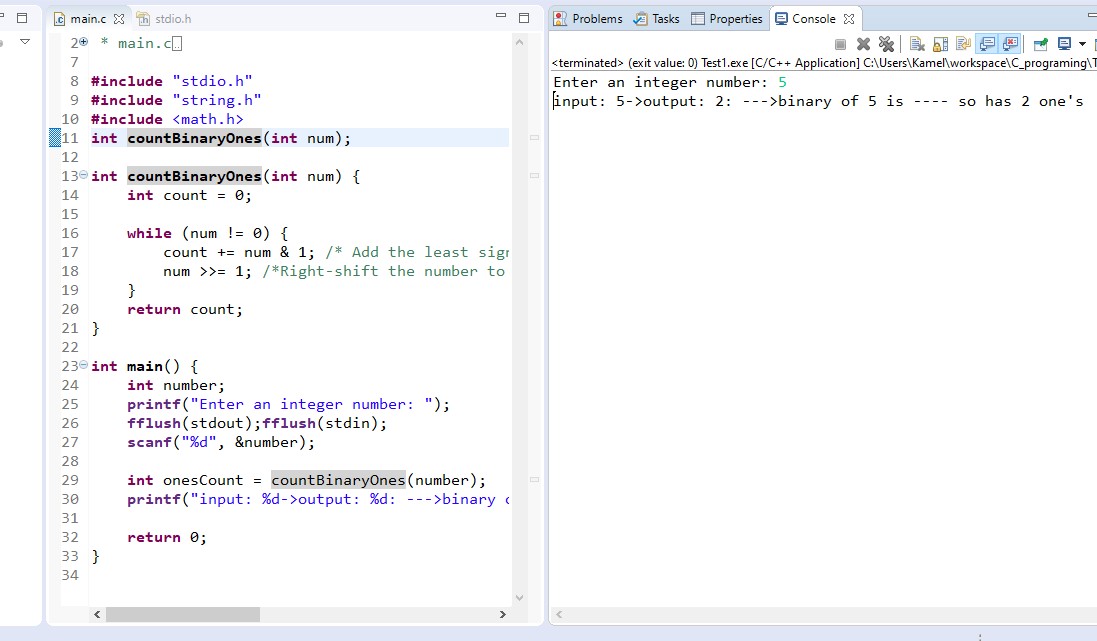 main.c
stdio.h
2 * main.c
7
8 #include "stdio.h"
9 #include "string.h"
10 #include <math.h>
11 int countBinaryOnes(int num);
12
13 int countBinaryOnes(int num) {
14     int count = 0;
15
16     while (num != 0) {
17         count += num & 1; /* Add the least sig
18         num >>= 1; /*Right-shift the number to
19     }
20     return count;
21 }
22
23 int main() {
24     int number;
25     printf("Enter an integer number: ");
26     fflush(stdout);fflush(stdin);
27     scanf("%d", &number);
28
29     int onesCount = countBinaryOnes(number);
30     printf("input: %d->output: %d: --->binary
31
32     return 0;
33 }
34
Problems Tasks Properties Console
<terminated> (exit value: 0) Test1.exe [C/C++ Application] C:\Users\Kamel\workspace\C_programing\T
Enter an integer number: 5
input: 5->output: 2: --->binary of 5 is ---- so has 2 one's